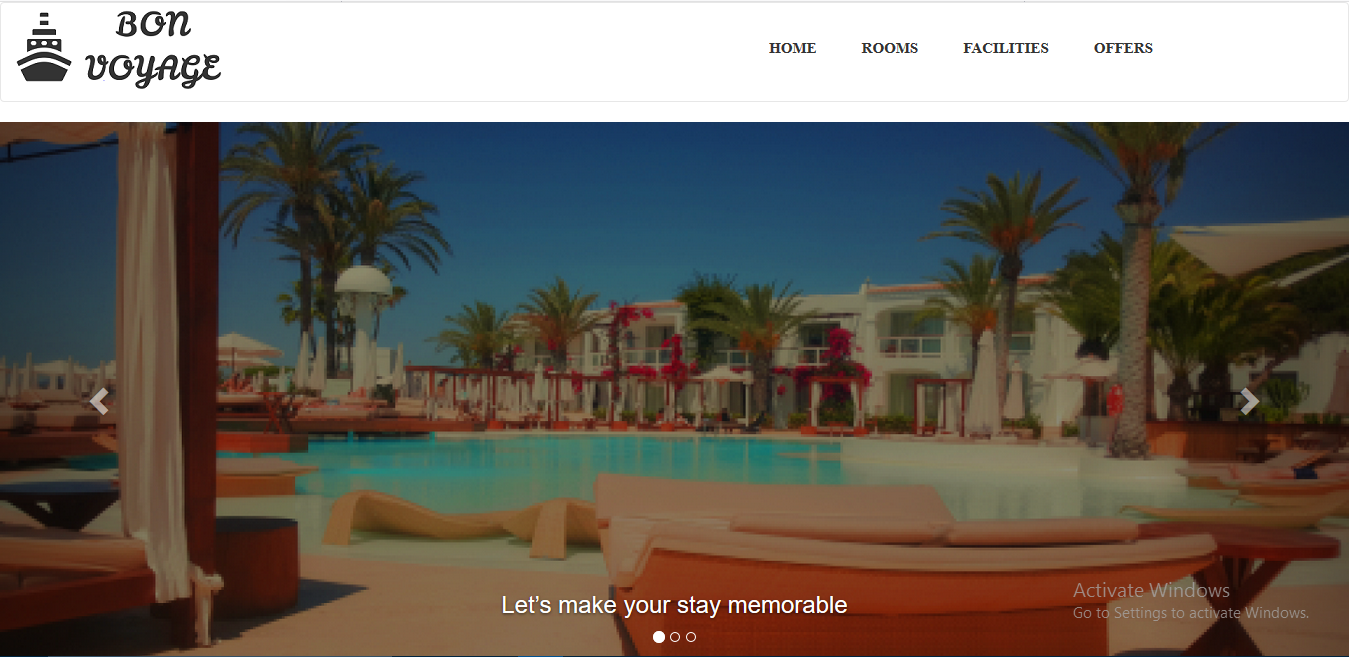 BON
VOYAGE
HOME ROOMS FACILITIES OFFERS
Let’s make your stay memorable
Activate Windows
Go to Settings to activate Windows.